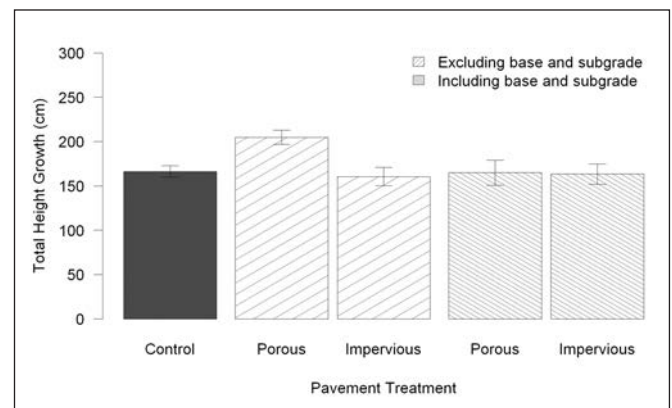 300
250
200
150
100
50
0
Total Height Growth (cm)
Excluding base and subgrade
Including base and subgrade
Control Porous Impervious Porous Impervious
Pavement Treatment